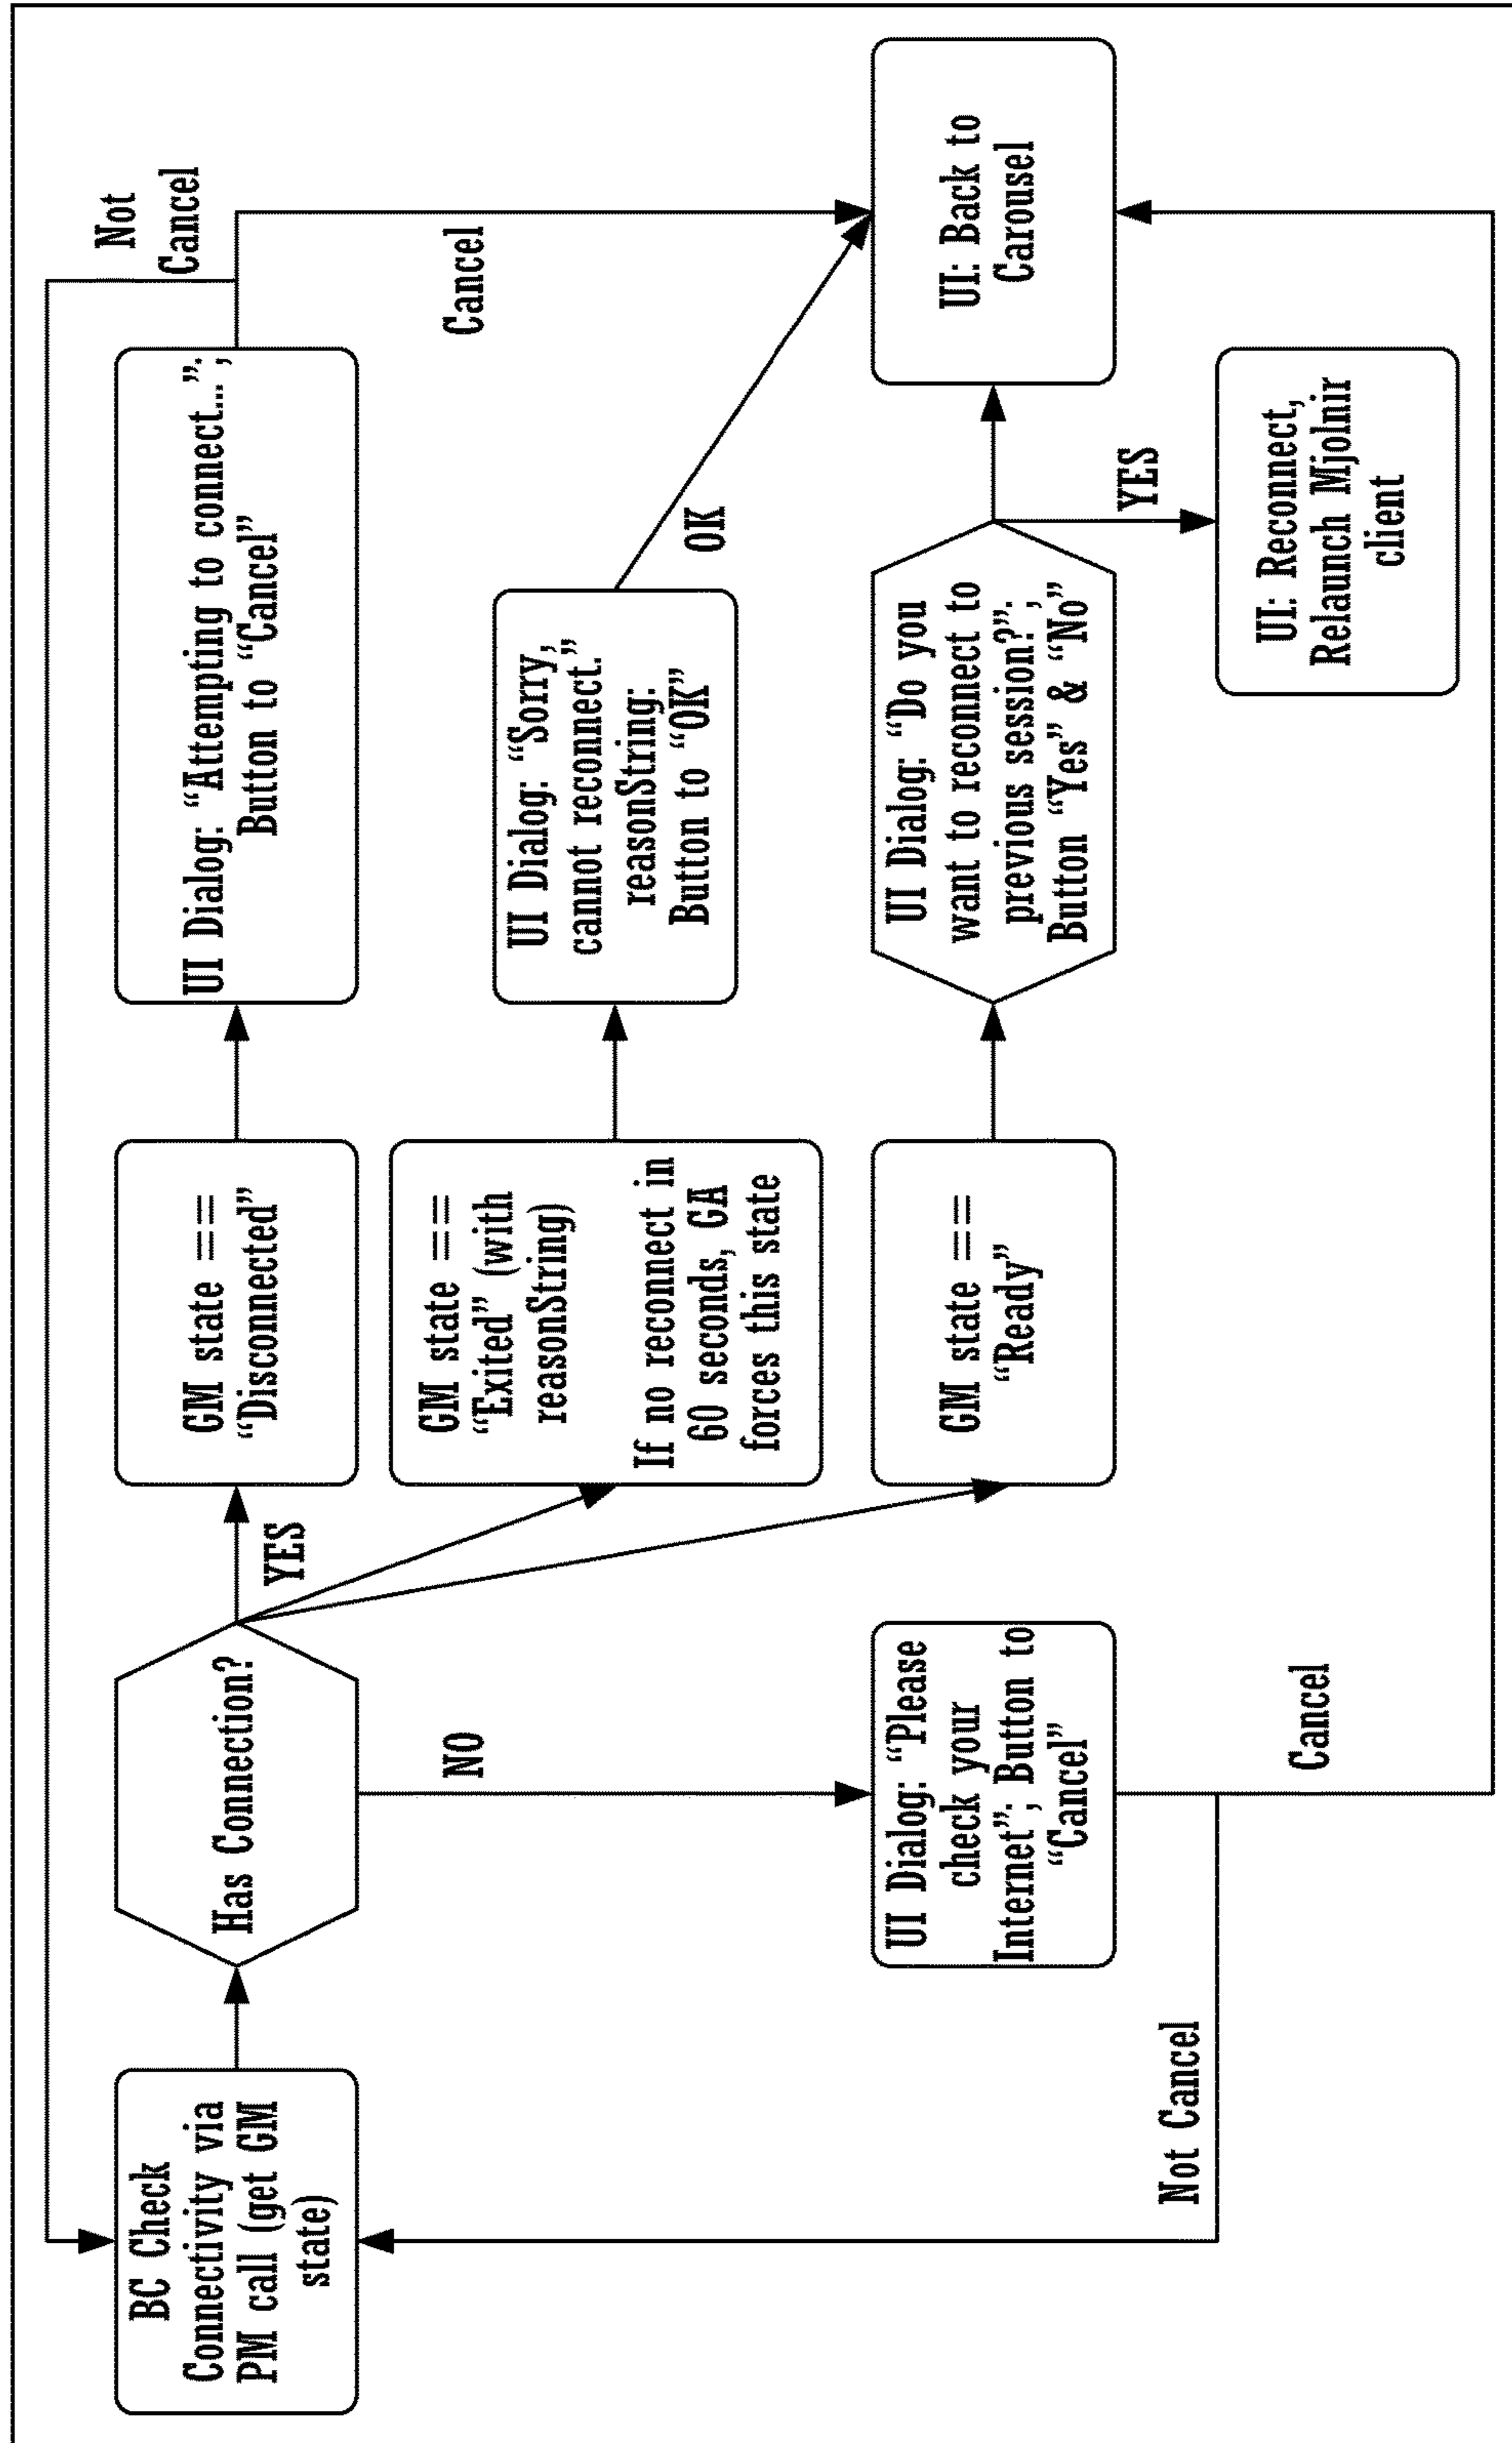 BC Check
Connectivity via
PM call (get GM
state)
Has Connection?
YES
NO
GM state ==
“Disconnected”
UI Dialog: “Attempting to connect...”;
Button to “Cancel”
Not
Cancel
Cancel
GM state ==
“Exited” (with
reasonString)
If no reconnect in
60 seconds, GA
forces this state
UI Dialog: “Sorry,
cannot reconnect.”
reasonString:
Button to “OK”
OK
GM state ==
“Ready”
UI Dialog: “Do you
want to reconnect to
previous session?”;
Button “Yes” & “No”
YES
UI: Back to
Carousel
UI: Reconnect,
Relaunch Mjolnir
client
UI Dialog: “Please
check your
Internet”; Button to
“Cancel”
Not Cancel
Cancel